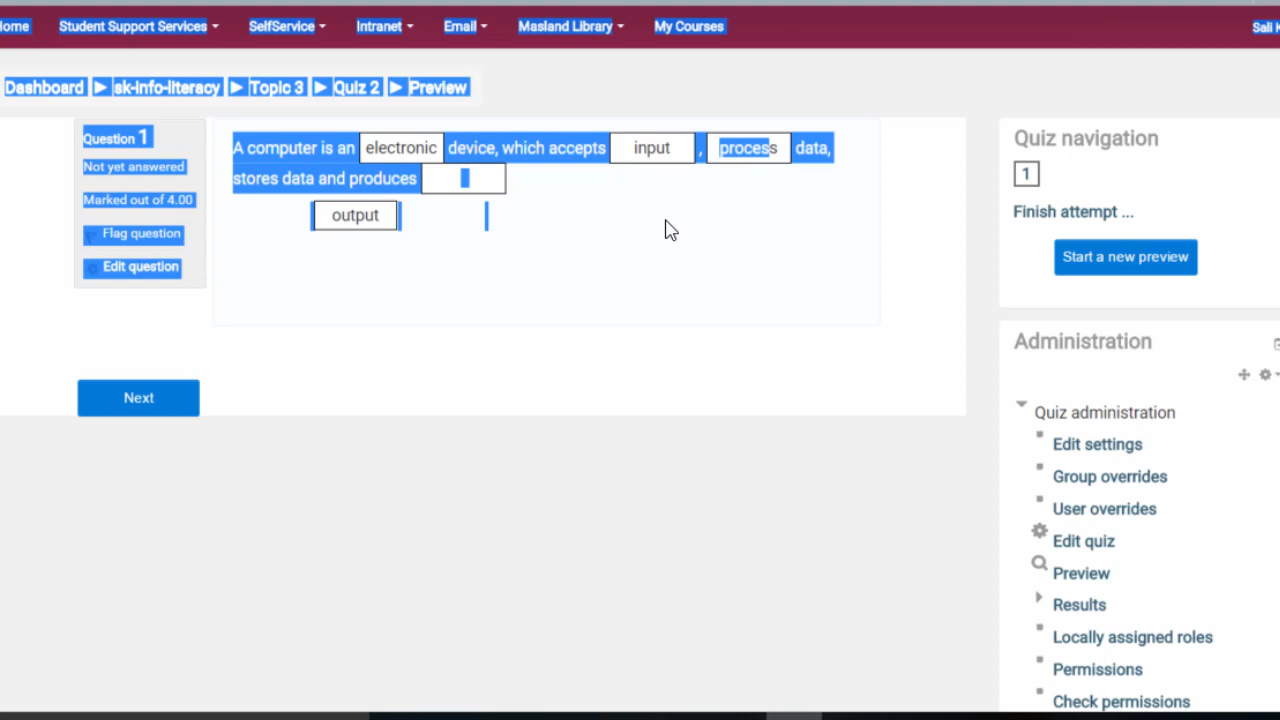 Home Student Support Services SelfService Intranet Email Masland Library My Courses Sali K
Dashboard ► sk-info-literacy ► Topic 3 ► Quiz 2 ► Preview
Question 1
Not yet answered
Marked out of 4.00
Flag question
Edit question
A computer is an electronic device, which accepts input , process data,
stores data and produces
output
Next
Quiz navigation
1
Finish attempt ...
Start a new preview
Administration
Quiz administration
Edit settings
Group overrides
User overrides
Edit quiz
Preview
Results
Locally assigned roles
Permissions
Check permissions